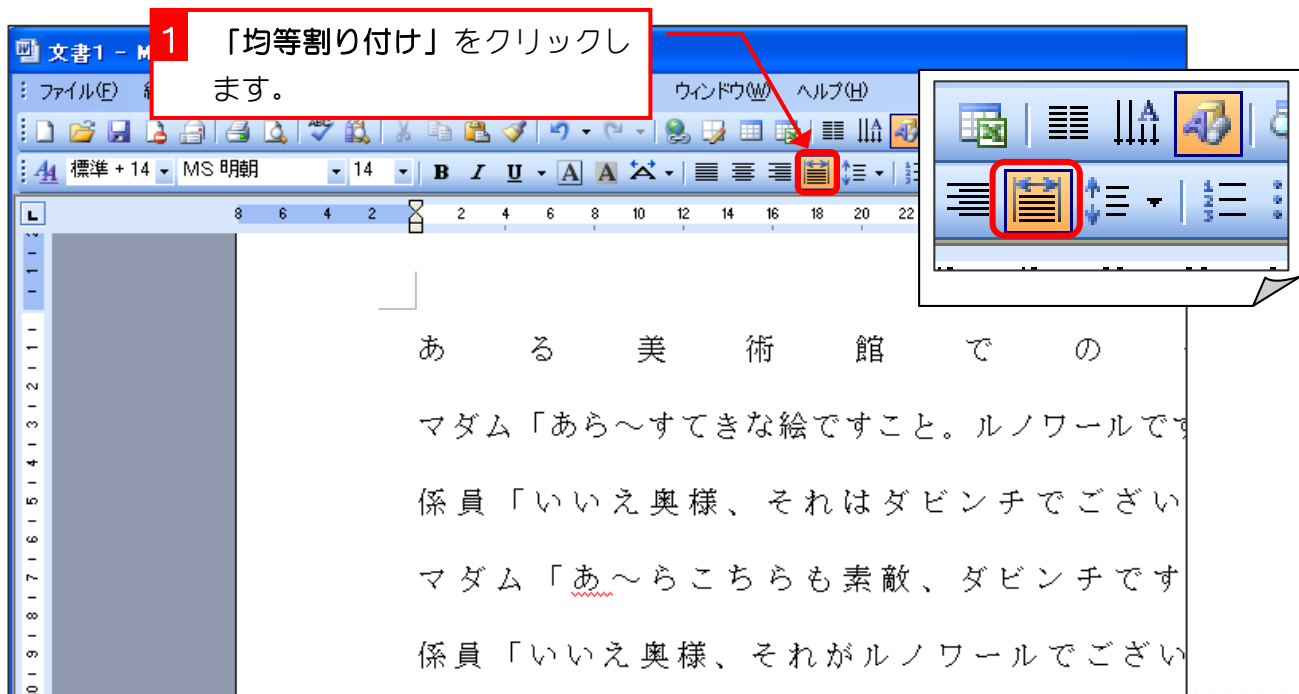 文書1 - M
1 「均等割り付け」をクリックし
ます。
ファイル(F) ウィンドウ(W) ヘルプ(H)
標準 + 14 MS 明朝 14 B I U A A
8 6 4 2 2 4 6 8 10 12 14 16 18 20 22
ある美術館での
マダム「あら～すてきな絵ですこと。ルノワールです
係員「いいえ奥様、それはダビンチでござい
マダム「あ～らこちらも素敵、ダビンチです
係員「いいえ奥様、それがルノワールでござい